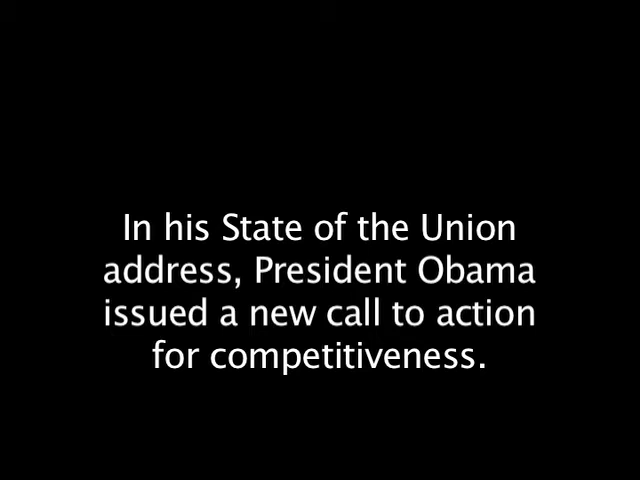 In his State of the Union
address, President Obama
issued a new call to action
for competitiveness.